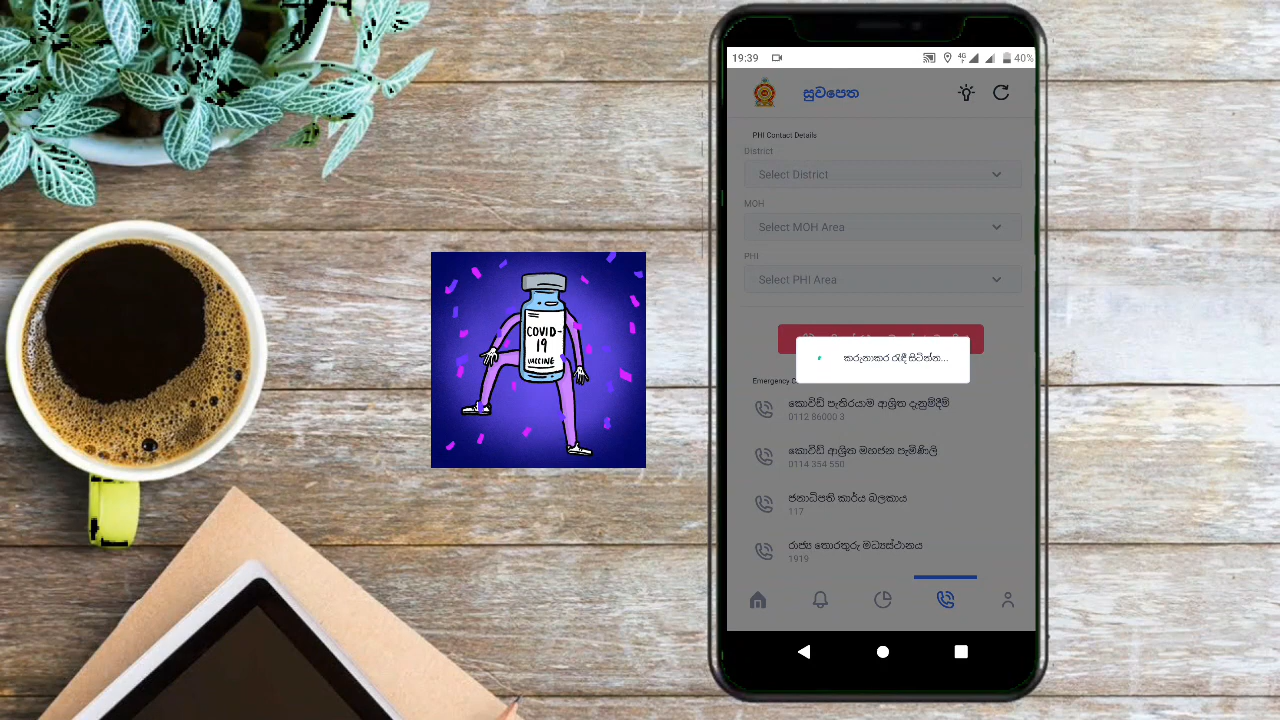 COVID-
19
VACCINE
19:39
4G
40%
සුවපෙත
PHI Contact Details
District
Select District
MOH
Select MOH Area
PHI
Select PHI Area
කරුණාකර රැඳී සිටින්න...
Emergency
කොවිඩ් පැතිරයාම ආශ්‍රිත දැනුම්දීම්
0112 86000 3
කොවිඩ් ආශ්‍රිත මහජන පැමිණිලි
0114 354 550
ජනාධිපති කාර්ය බලකාය
117
රාජ්‍ය තොරතුරු මධ්‍යස්ථානය
1919